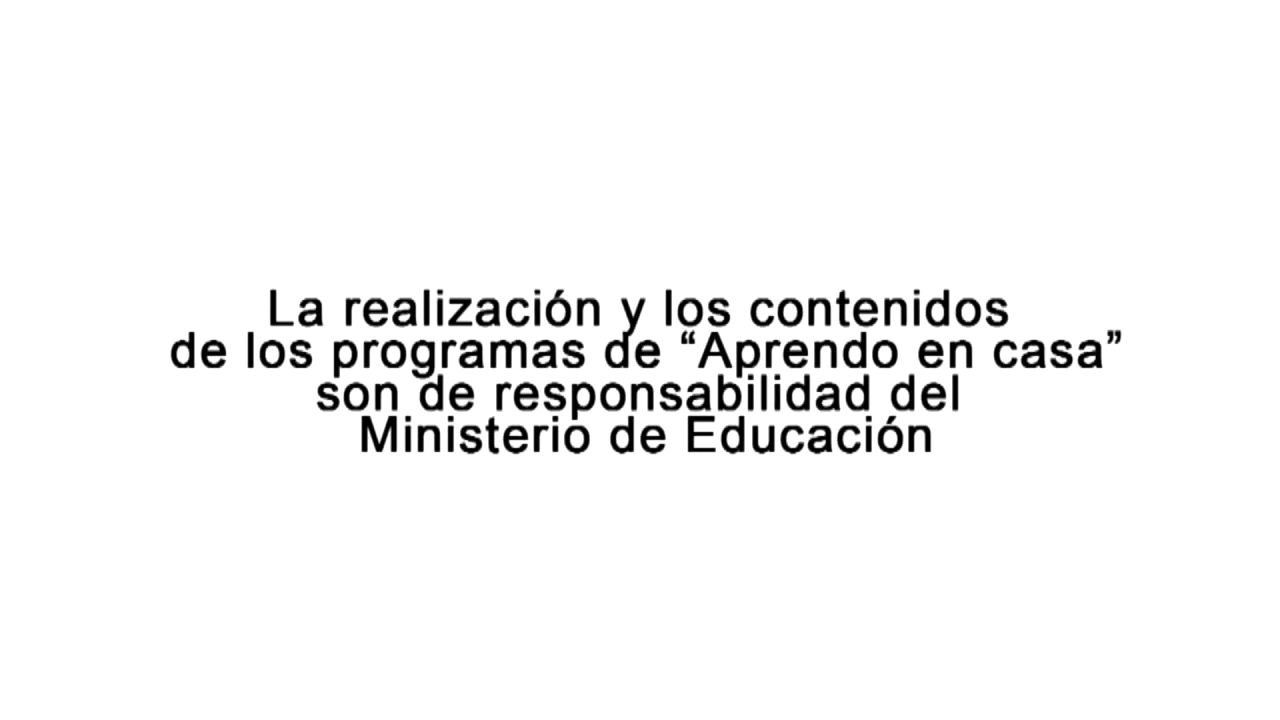 La realización y los contenidos
de los programas de “Aprendo en casa”
son de responsabilidad del
Ministerio de Educación